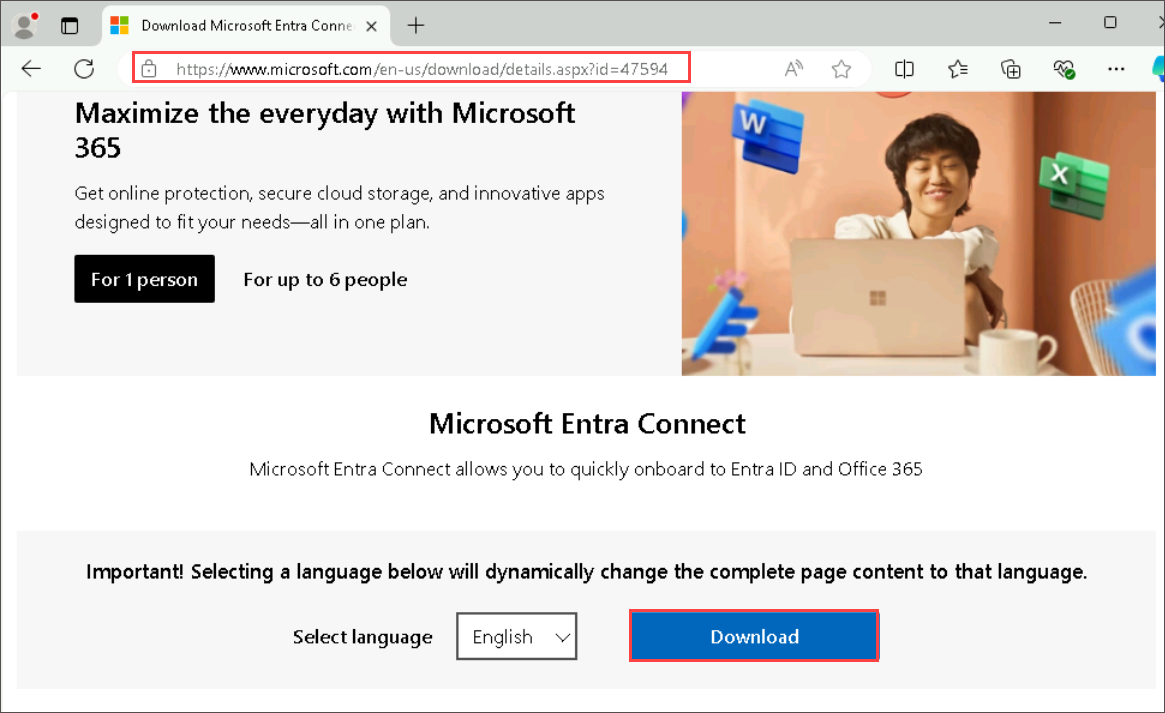 Download Microsoft Entra Conne
https://www.microsoft.com/en-us/download/details.aspx?id=47594
Maximize the everyday with Microsoft
365
Get online protection, secure cloud storage, and innovative apps
designed to fit your needs—all in one plan.
For 1 person
For up to 6 people
W
X
Microsoft Entra Connect
Microsoft Entra Connect allows you to quickly onboard to Entra ID and Office 365
Important! Selecting a language below will dynamically change the complete page content to that language.
Select language
English
Download